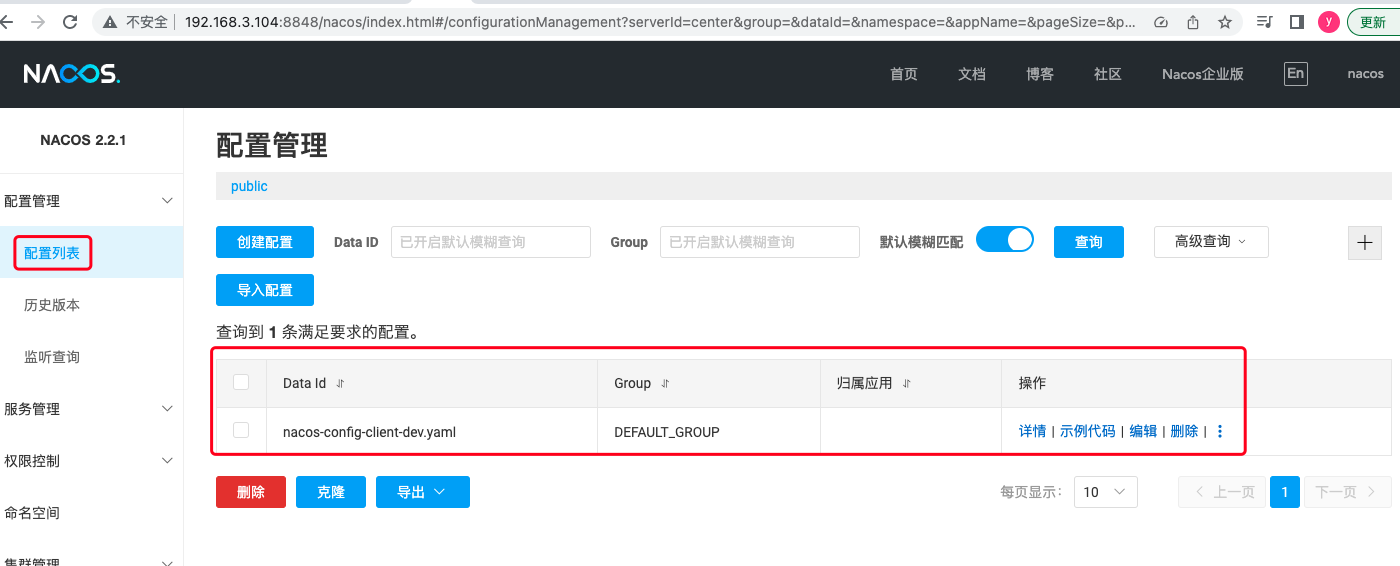 不安全 192.168.3.104:8848/nacos/index.html#/configurationManagement?serverId=center&group=&dataId=&namespace=&appName=&pageSize=&p... y 更新
NACOS. 首页 文档 博客 社区 Nacos企业版 En nacos
NACOS 2.2.1
配置管理
配置列表
历史版本
监听查询
服务管理
权限控制
命名空间
集群管理
配置管理
public
创建配置 Data ID 已开启默认模糊查询 Group 已开启默认模糊查询 默认模糊匹配 查询 高级查询
导入配置
查询到 1 条满足要求的配置。
Data Id Group 归属应用 操作
nacos-config-client-dev.yaml DEFAULT_GROUP 详情 | 示例代码 | 编辑 | 删除 |
删除 克隆 导出 每页显示: 10 上一页 1 下一页